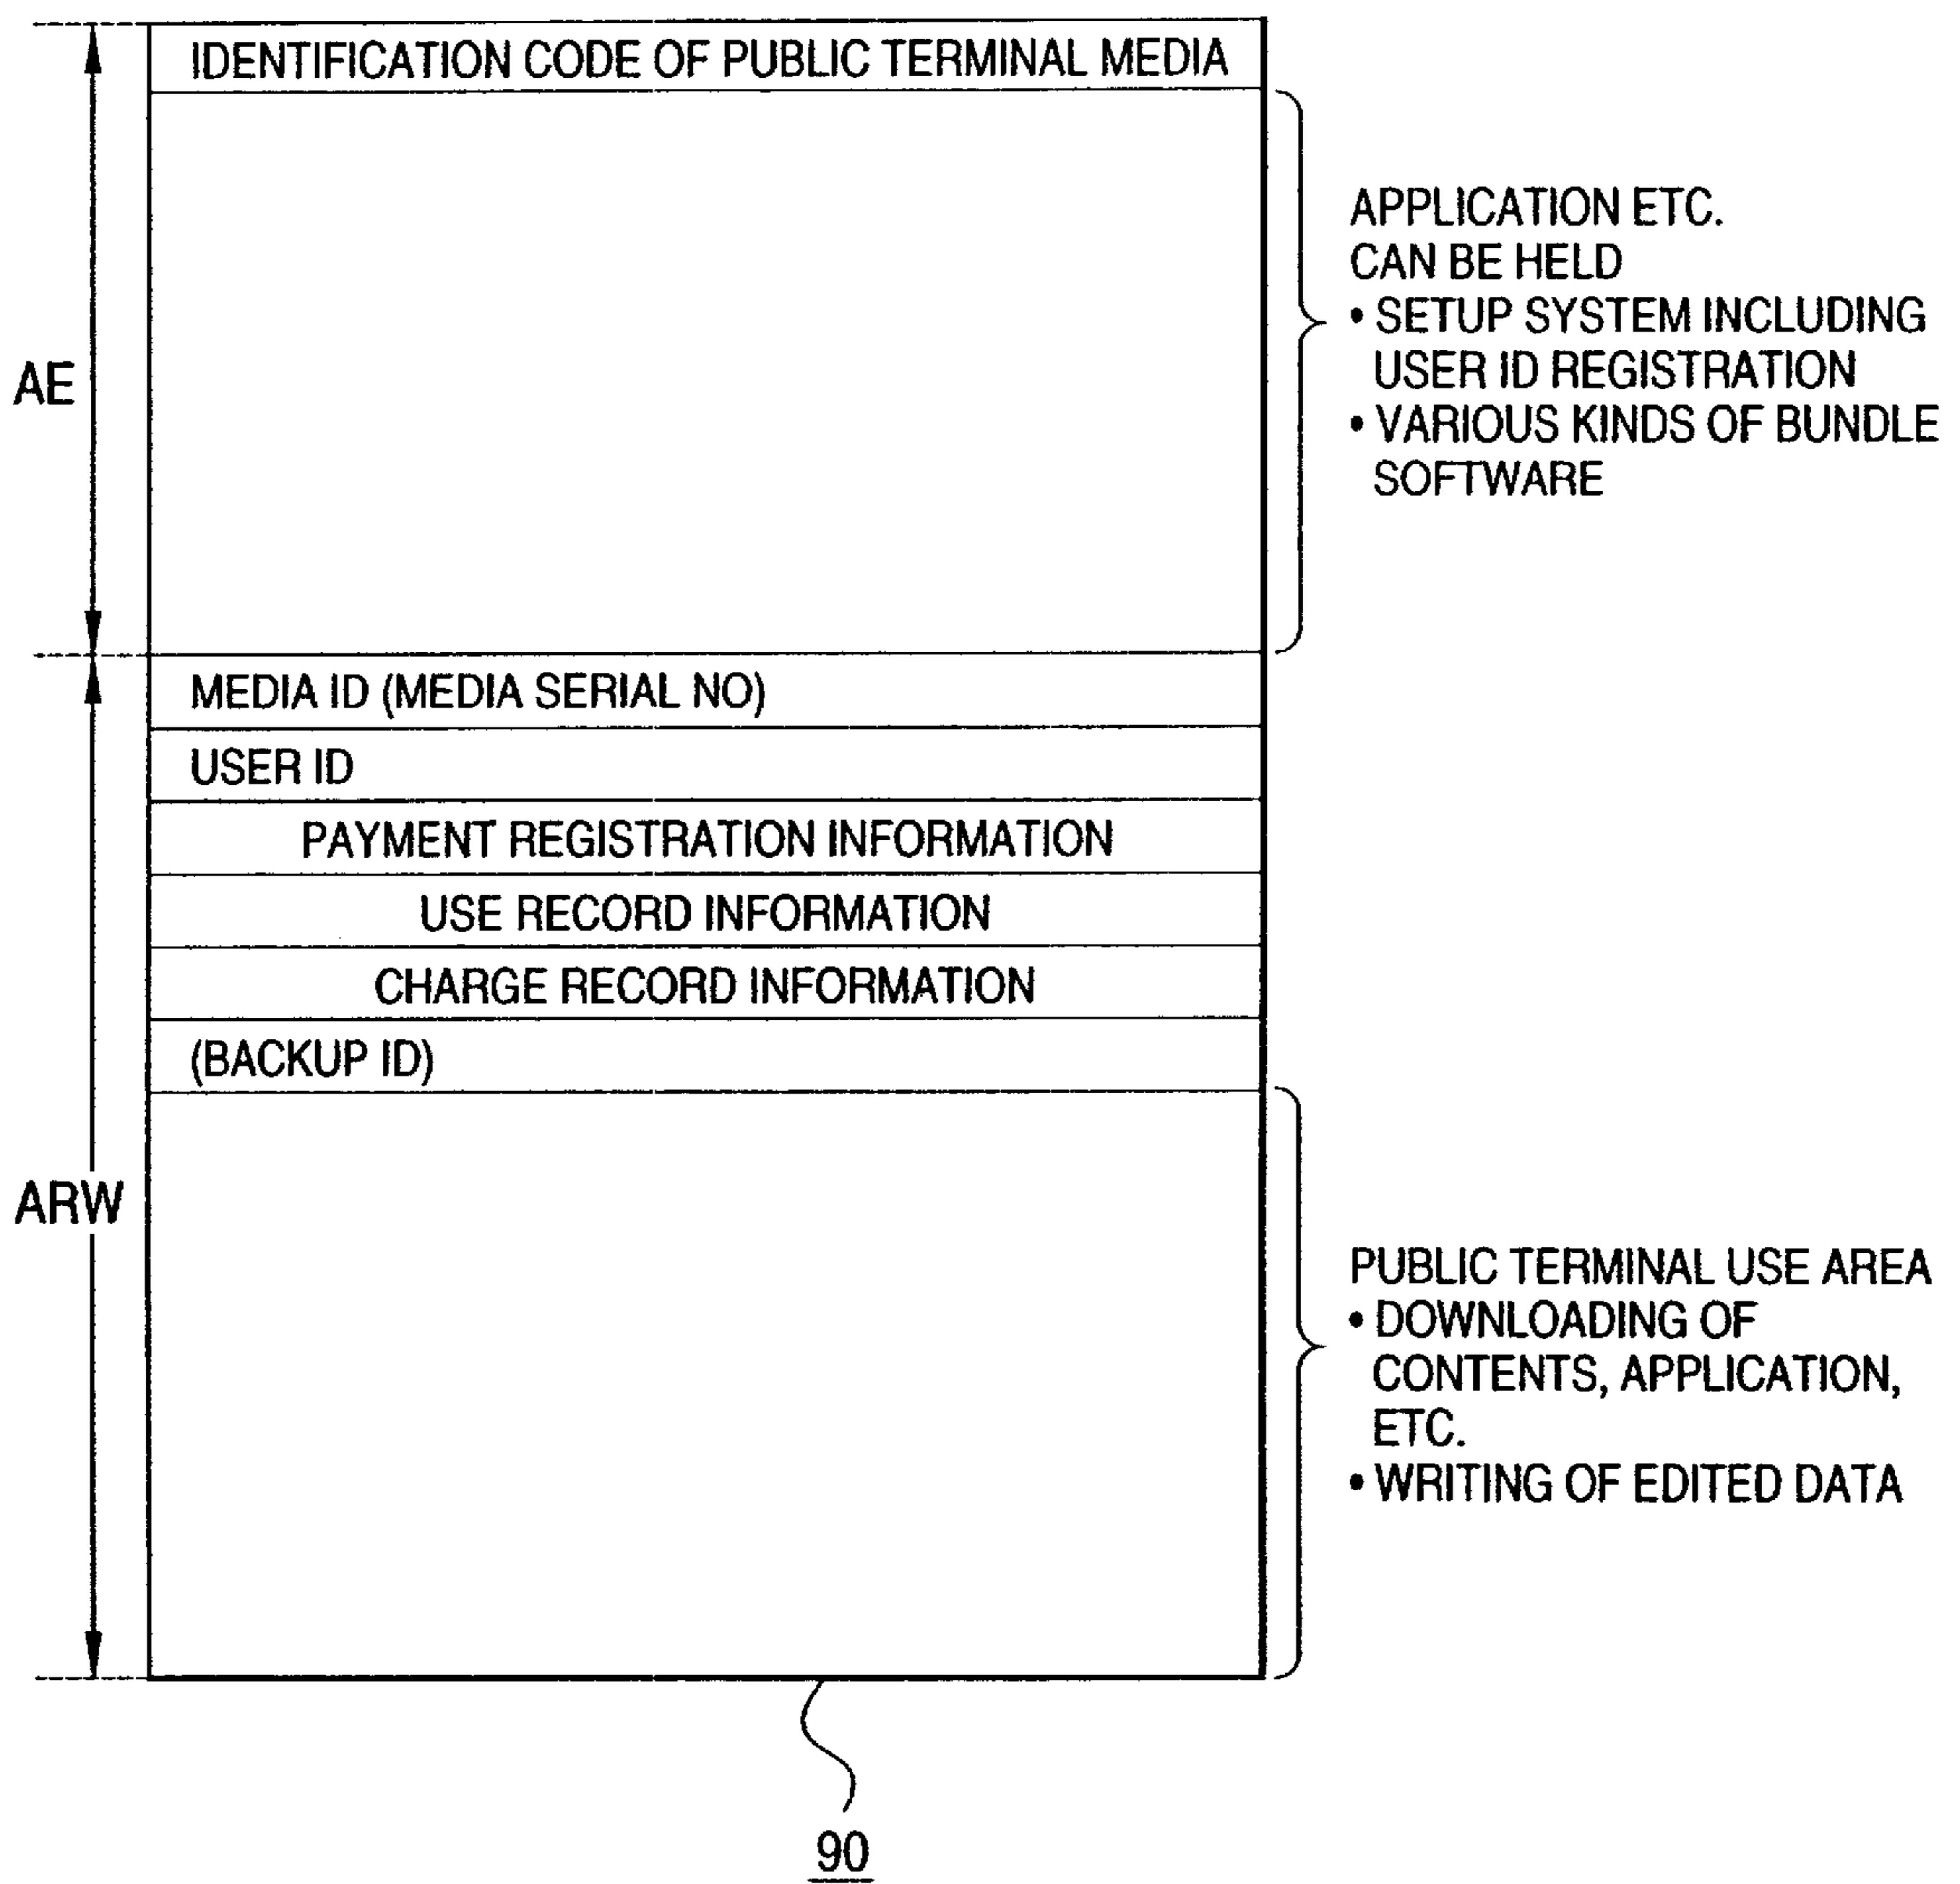 IDENTIFICATION CODE OF PUBLIC TERMINAL MEDIA
APPLICATION ETC.
CAN BE HELD
• SETUP SYSTEM INCLUDING
USER ID REGISTRATION
• VARIOUS KINDS OF BUNDLE
SOFTWARE
AE
MEDIA ID (MEDIA SERIAL NO)
USER ID
PAYMENT REGISTRATION INFORMATION
USE RECORD INFORMATION
CHARGE RECORD INFORMATION
(BACKUP ID)
ARW
PUBLIC TERMINAL USE AREA
• DOWNLOADING OF
CONTENTS, APPLICATION,
ETC.
• WRITING OF EDITED DATA
90